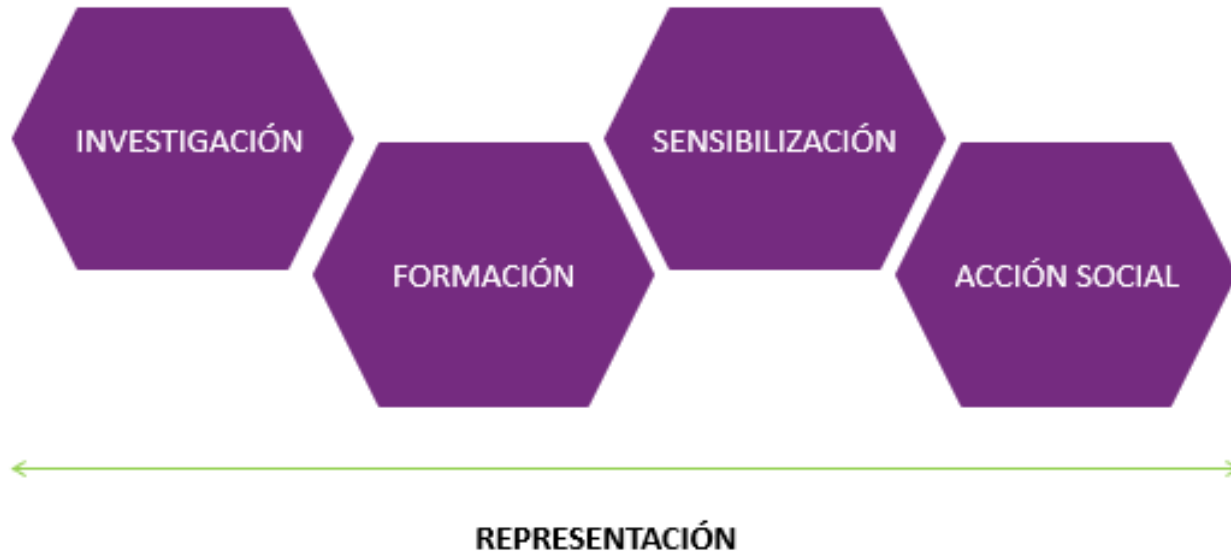 INVESTIGACIÓN
FORMACIÓN
SENSIBILIZACIÓN
ACCIÓN SOCIAL
REPRESENTACIÓN